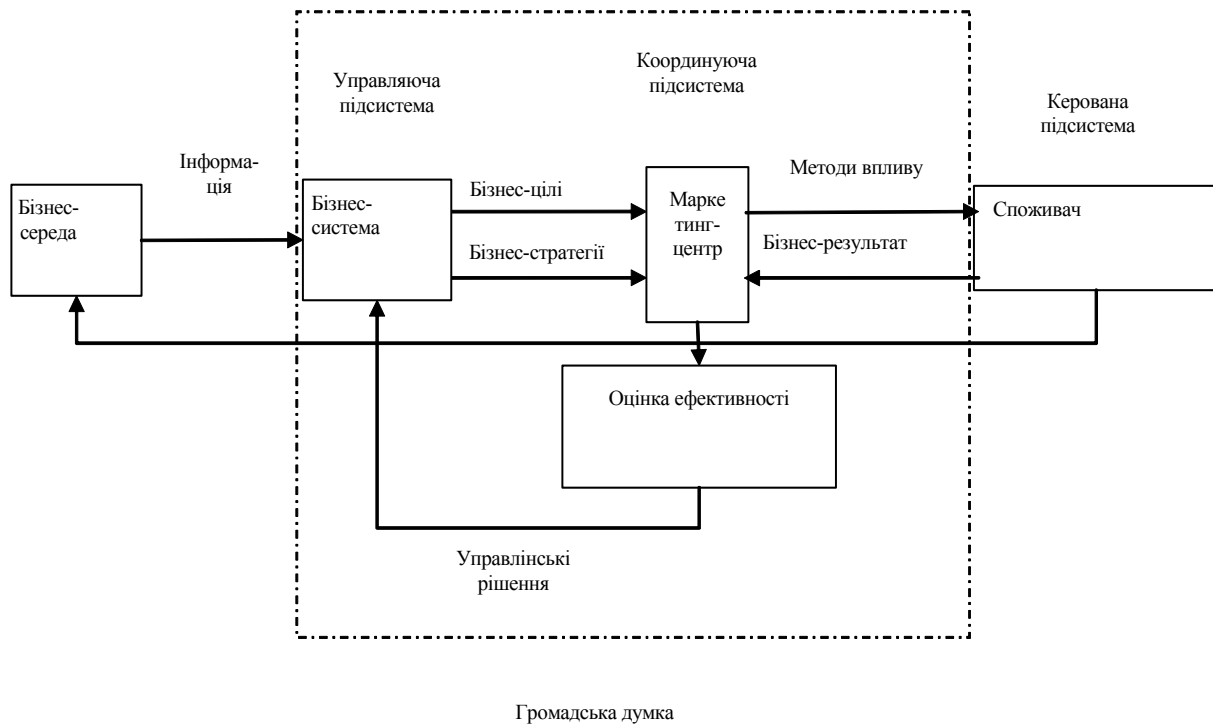 Координуюча
підсистема
Управляюча
підсистема
Керована
підсистема
Інформа-
ція
Методи впливу
Бізнес-
середа
Бізнес-
система
Бізнес-цілі
Марке
тинг-
центр
Споживач
Бізнес-стратегії
Бізнес-результат
Оцінка ефективності
Управлінські
рішення
Громадська думка